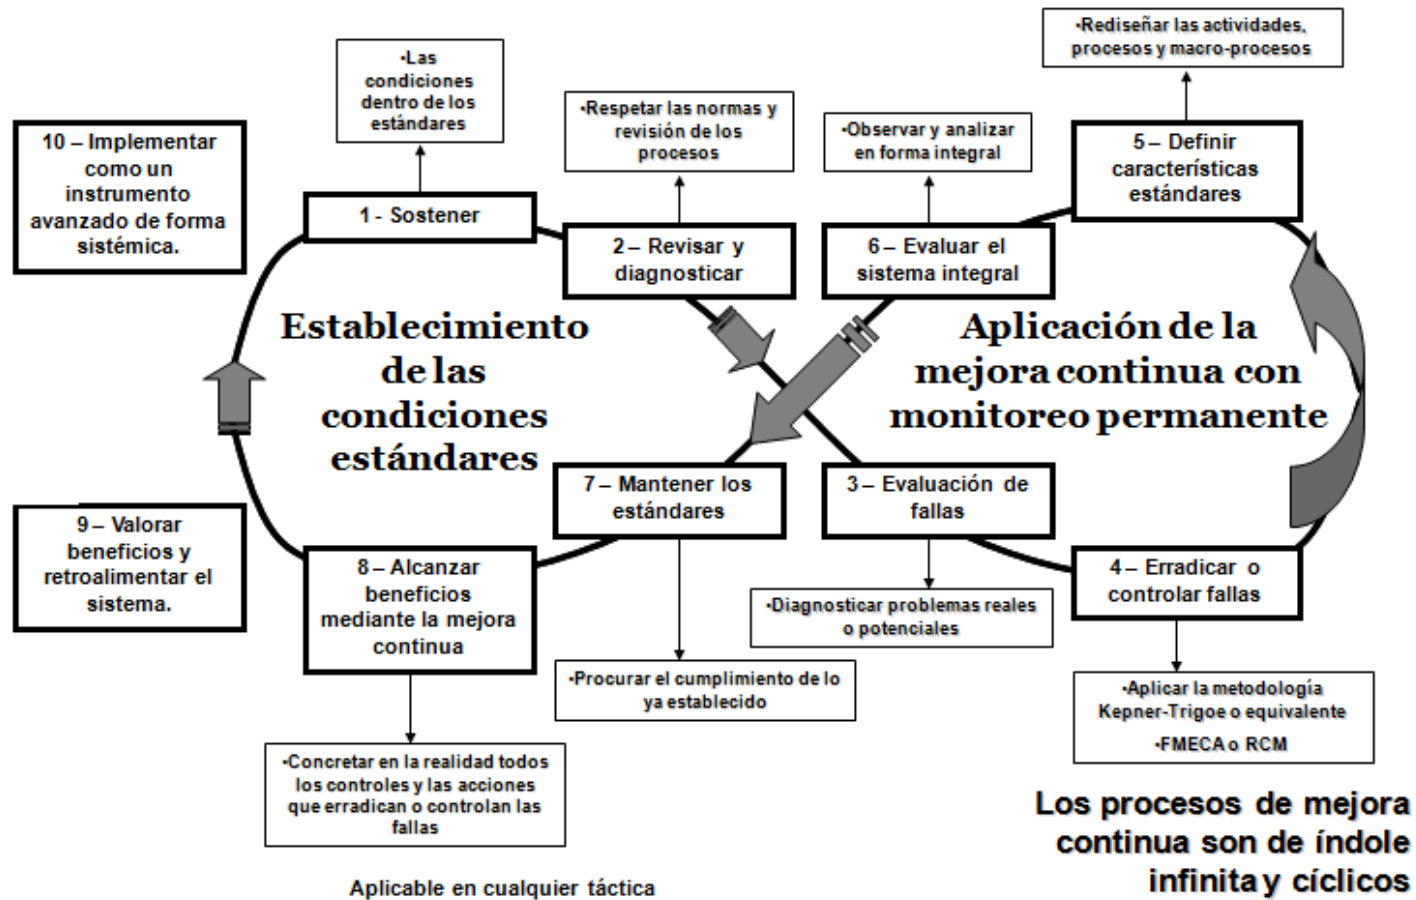 •Rediseñar las actividades,
procesos y macro-procesos
•Las
condiciones
dentro de los
estándares
•Respetar las normas y
revisión de los
procesos
•Observar y analizar
en forma integral
10 – Implementar
como un
instrumento
avanzado de forma
sistémica.
5 – Definir
características
estándares
1 - Sostener
2 – Revisar y
diagnosticar
6 – Evaluar el
sistema integral
Establecimiento
de las
condiciones
estándares
Aplicación de la
mejora continua con
monitoreo permanente
7 – Mantener los
estándares
3 – Evaluación de
fallas
9 – Valorar
beneficios y
retroalimentar el
sistema.
8 – Alcanzar
beneficios
mediante la mejora
continua
4 – Erradicar o
controlar fallas
•Diagnosticar problemas reales
o potenciales
•Procurar el cumplimiento de lo
ya establecido
•Aplicar la metodología
Kepner-Trigoe o equivalente
•FMECA o RCM
•Concretar en la realidad todos
los controles y las acciones
que erradican o controlan las
fallas
Los procesos de mejora
continua son de índole
infinita y cíclicos
Aplicable en cualquier táctica